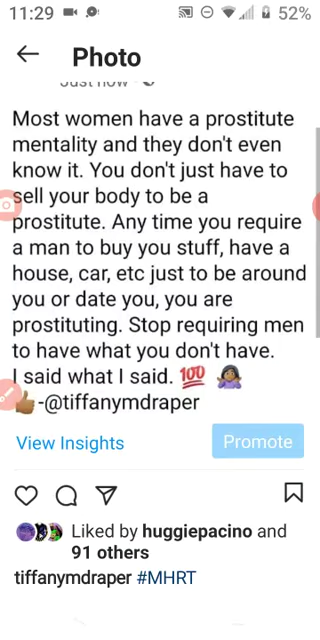 11:29 52%
Photo
Just now
Most women have a prostitute
mentality and they don't even
know it. You don't just have to
sell your body to be a
prostitute. Any time you require
a man to buy you stuff, have a
house, car, etc just to be around
you or date you, you are
prostituting. Stop requiring men
to have what you don't have.
I said what I said. 💯 🤷🏾‍♀️
👍🏾-@tiffanymdraper
View Insights Promote
Liked by huggiepacino and
91 others
tiffanymdraper #MHRT